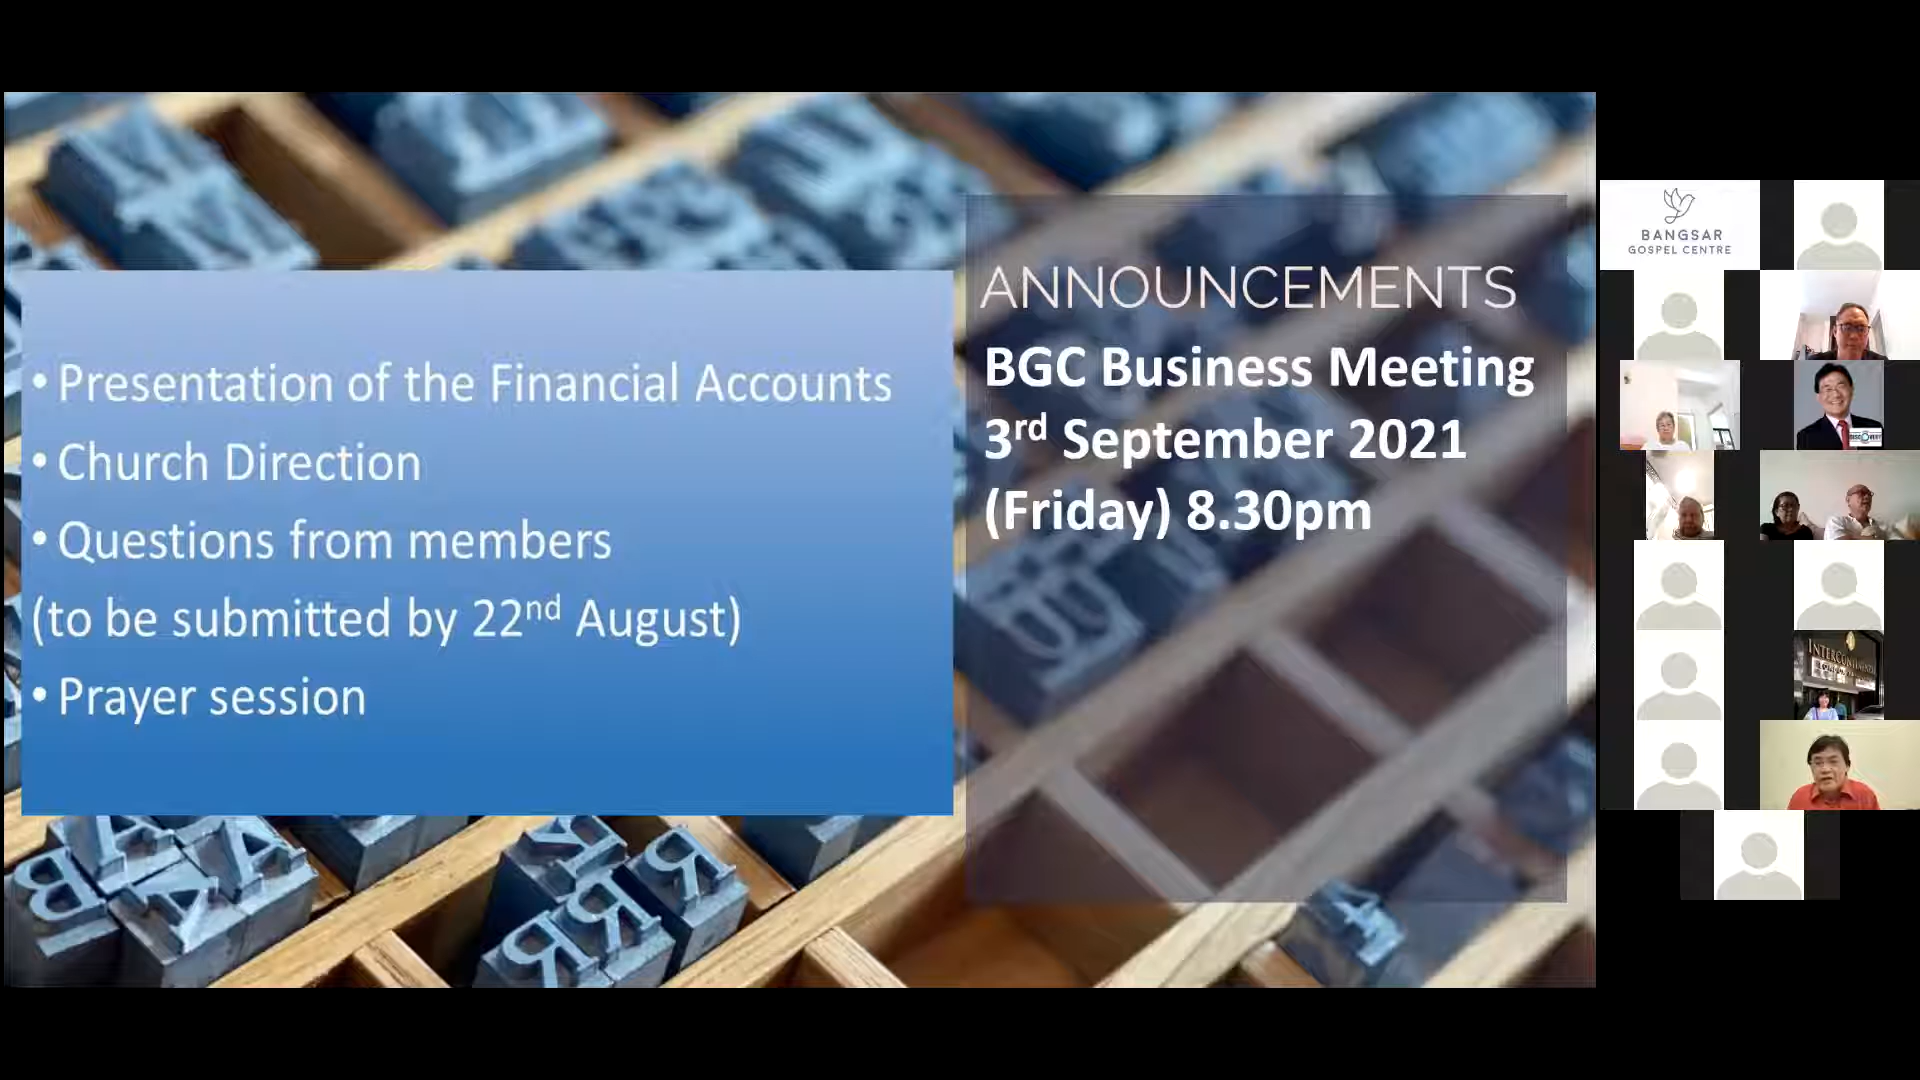 • Presentation of the Financial Accounts
• Church Direction
• Questions from members
(to be submitted by 22nd August)
• Prayer session
ANNOUNCEMENTS
BGC Business Meeting
3rd September 2021
(Friday) 8.30pm
BANGSAR
GOSPEL CENTRE